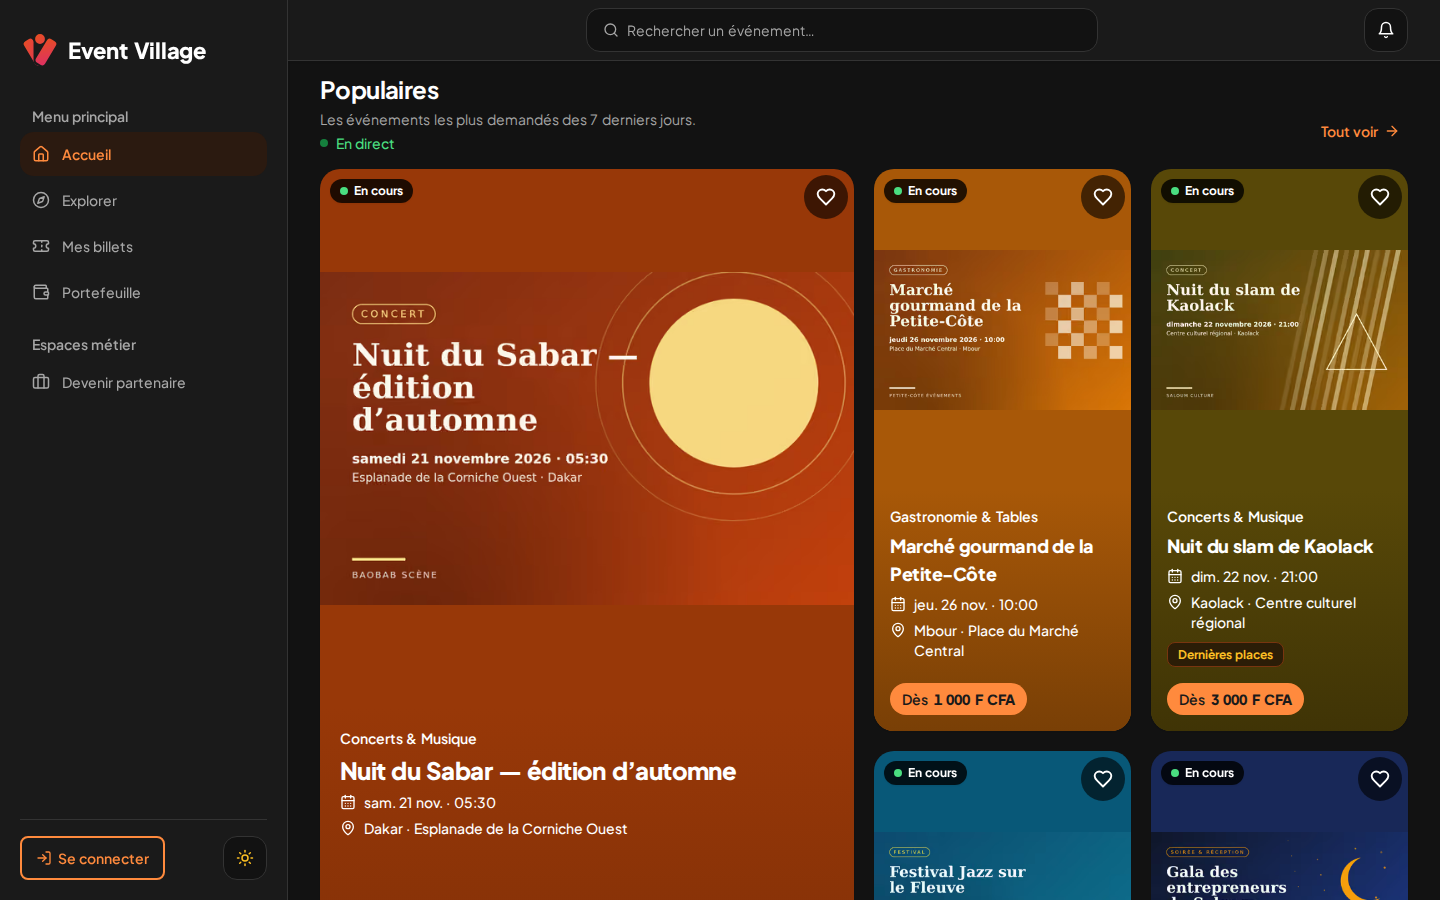 Event Village
Menu principal
Accueil
Explorer
Mes billets
Portefeuille
Espaces métier
Devenir partenaire
Se connecter
Rechercher un événement...
Populaires
Les événements les plus demandés des 7 derniers jours.
En direct
Tout voir
En cours
CONCERT
Nuit du Sabar —
édition
d’automne
samedi 21 novembre 2026 · 05:30
Esplanade de la Corniche Ouest · Dakar
BAOBAB SCÈNE
Concerts & Musique
Nuit du Sabar — édition d’automne
sam. 21 nov. · 05:30
Dakar · Esplanade de la Corniche Ouest
En cours
GASTRONOMIE
Marché
gourmand de la
Petite-Côte
jeudi 26 novembre 2026 · 10:00
Place du Marché Central · Mbour
PETITE-CÔTE ÉVÉNEMENTS
Gastronomie & Tables
Marché gourmand de la
Petite-Côte
jeu. 26 nov. · 10:00
Mbour · Place du Marché
Central
Dès 1 000 F CFA
En cours
CONCERT
Nuit du slam de
Kaolack
dimanche 22 novembre 2026 · 21:00
Centre culturel régional · Kaolack
SALOUM CULTURE
Concerts & Musique
Nuit du slam de Kaolack
dim. 22 nov. · 21:00
Kaolack · Centre culturel
régional
Dernières places
Dès 3 000 F CFA
En cours
FESTIVAL
Festival Jazz sur
le Fleuve
En cours
SOIRÉE & RÉCEPTION
Gala des
entrepreneurs